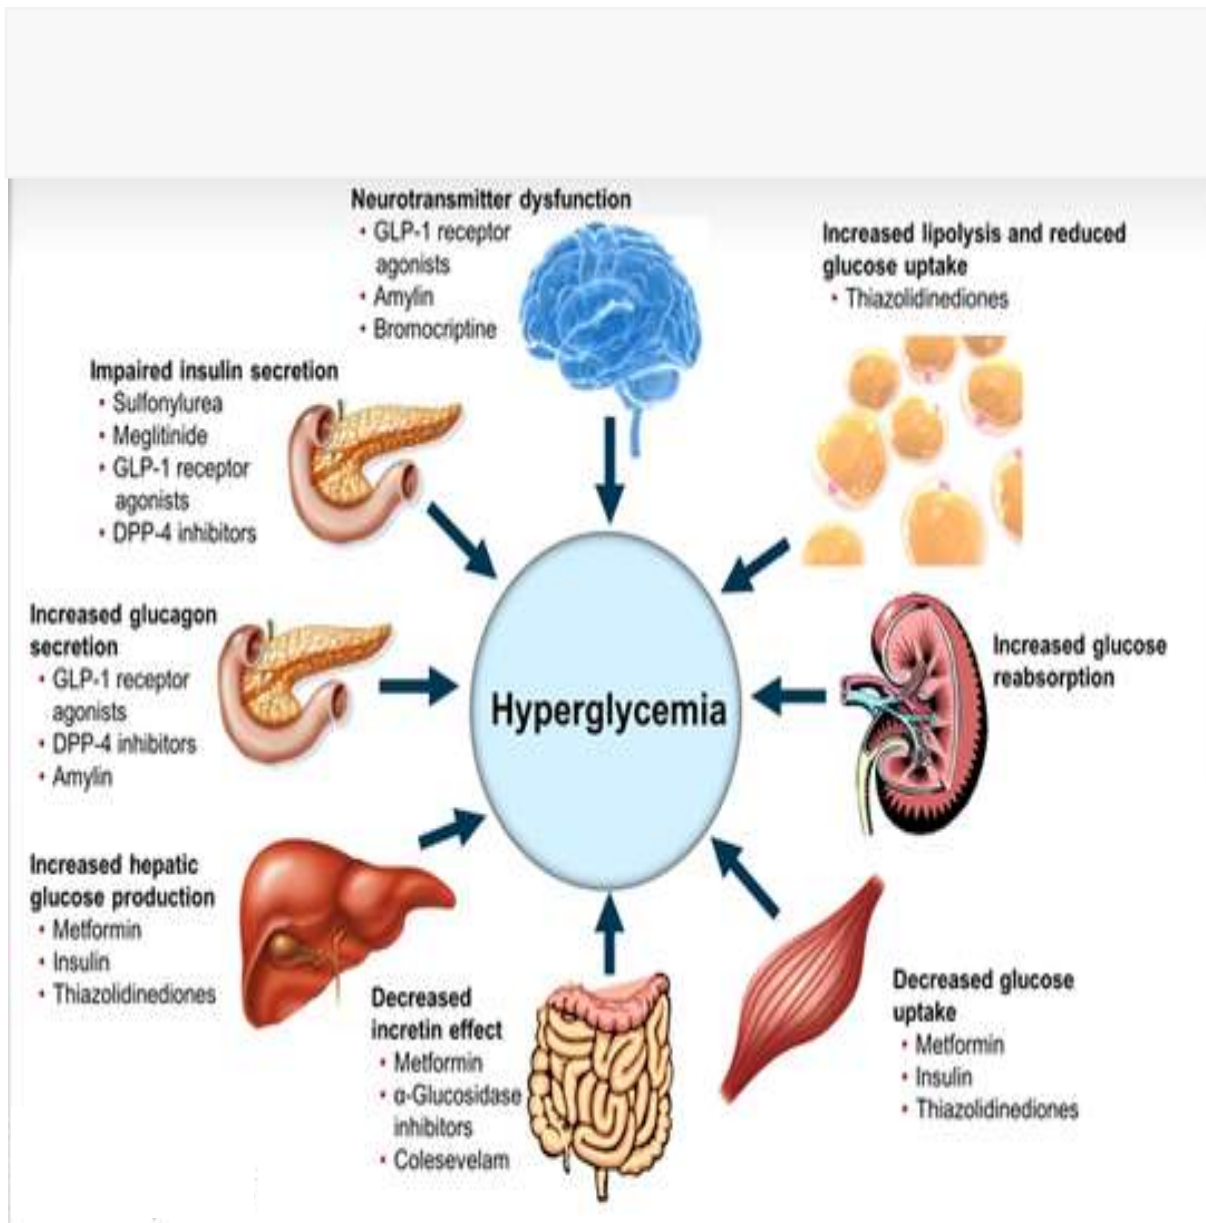 Neurotransmitter dysfunction
• GLP-1 receptor
agonists
• Amylin
• Bromocriptine
Increased lipolysis and reduced
glucose uptake
• Thiazolidinediones
Impaired insulin secretion
• Sulfonylurea
• Meglitinide
• GLP-1 receptor
agonists
• DPP-4 inhibitors
Increased glucagon
secretion
• GLP-1 receptor
agonists
• DPP-4 inhibitors
• Amylin
Hyperglycemia
Increased glucose
reabsorption
Increased hepatic
glucose production
• Metformin
• Insulin
• Thiazolidinediones
Decreased
incretin effect
• Metformin
• α-Glucosidase
inhibitors
• Colesevelam
Decreased glucose
uptake
• Metformin
• Insulin
• Thiazolidinediones